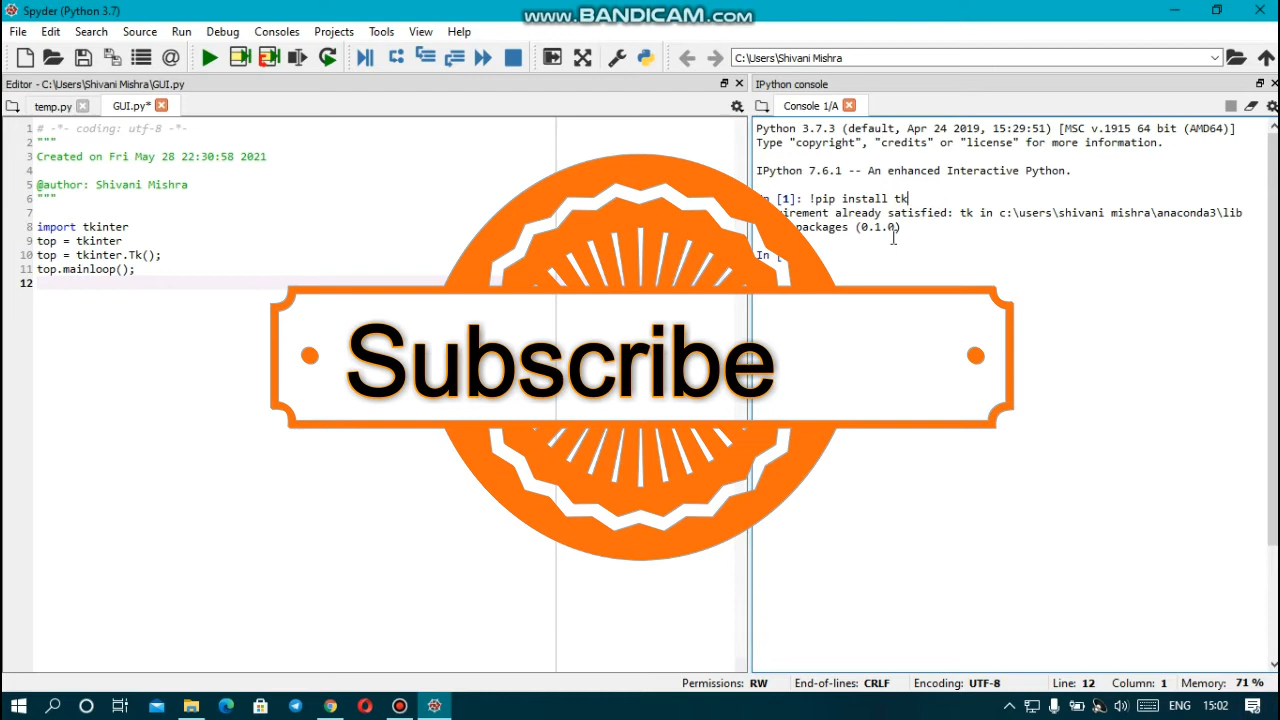 Spyder (Python 3.7)
www.BANDICAM.com
File Edit Search Source Run Debug Consoles Projects Tools View Help
C:\Users\Shivani Mishra
Editor - C:\Users\Shivani Mishra\GUI.py
IPython console
temp.py
GUI.py*
Console 1/A
1 # -*- coding: utf-8 -*-
2 """
3 Created on Fri May 28 22:30:58 2021
4
5 @author: Shivani Mishra
6 """
7
8 import tkinter
9 top = tkinter
10 top = tkinter.Tk();
11 top.mainloop();
12
Python 3.7.3 (default, Apr 24 2019, 15:29:51) [MSC v.1915 64 bit (AMD64)]
Type "copyright", "credits" or "license" for more information.
IPython 7.6.1 -- An enhanced Interactive Python.
In [1]: !pip install tk
already satisfied: tk in c:\users\shivani mishra\anaconda3\lib
packages (0.1.0)
In [
Subscribe
Permissions: RW End-of-lines: CRLF Encoding: UTF-8 Line: 12 Column: 1 Memory: 71 %
ENG 15:02